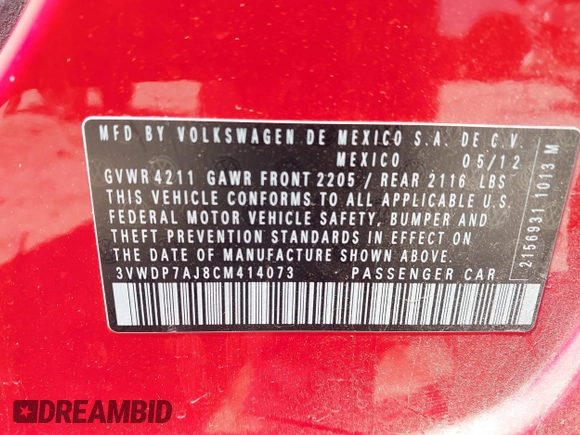 MFD BY VOLKSWAGEN DE MEXICO S.A. DE C.V.
MEXICO 05/12
GVWR 4211 GAWR FRONT 2205 / REAR 2116 LBS
THIS VEHICLE CONFORMS TO ALL APPLICABLE U.S.
FEDERAL MOTOR VEHICLE SAFETY, BUMPER AND
THEFT PREVENTION STANDARDS IN EFFECT ON THE
DATE OF MANUFACTURE SHOWN ABOVE.
3VWDP7AJ8CM414073 PASSENGER CAR
2156931 1013 M
DREAMBID